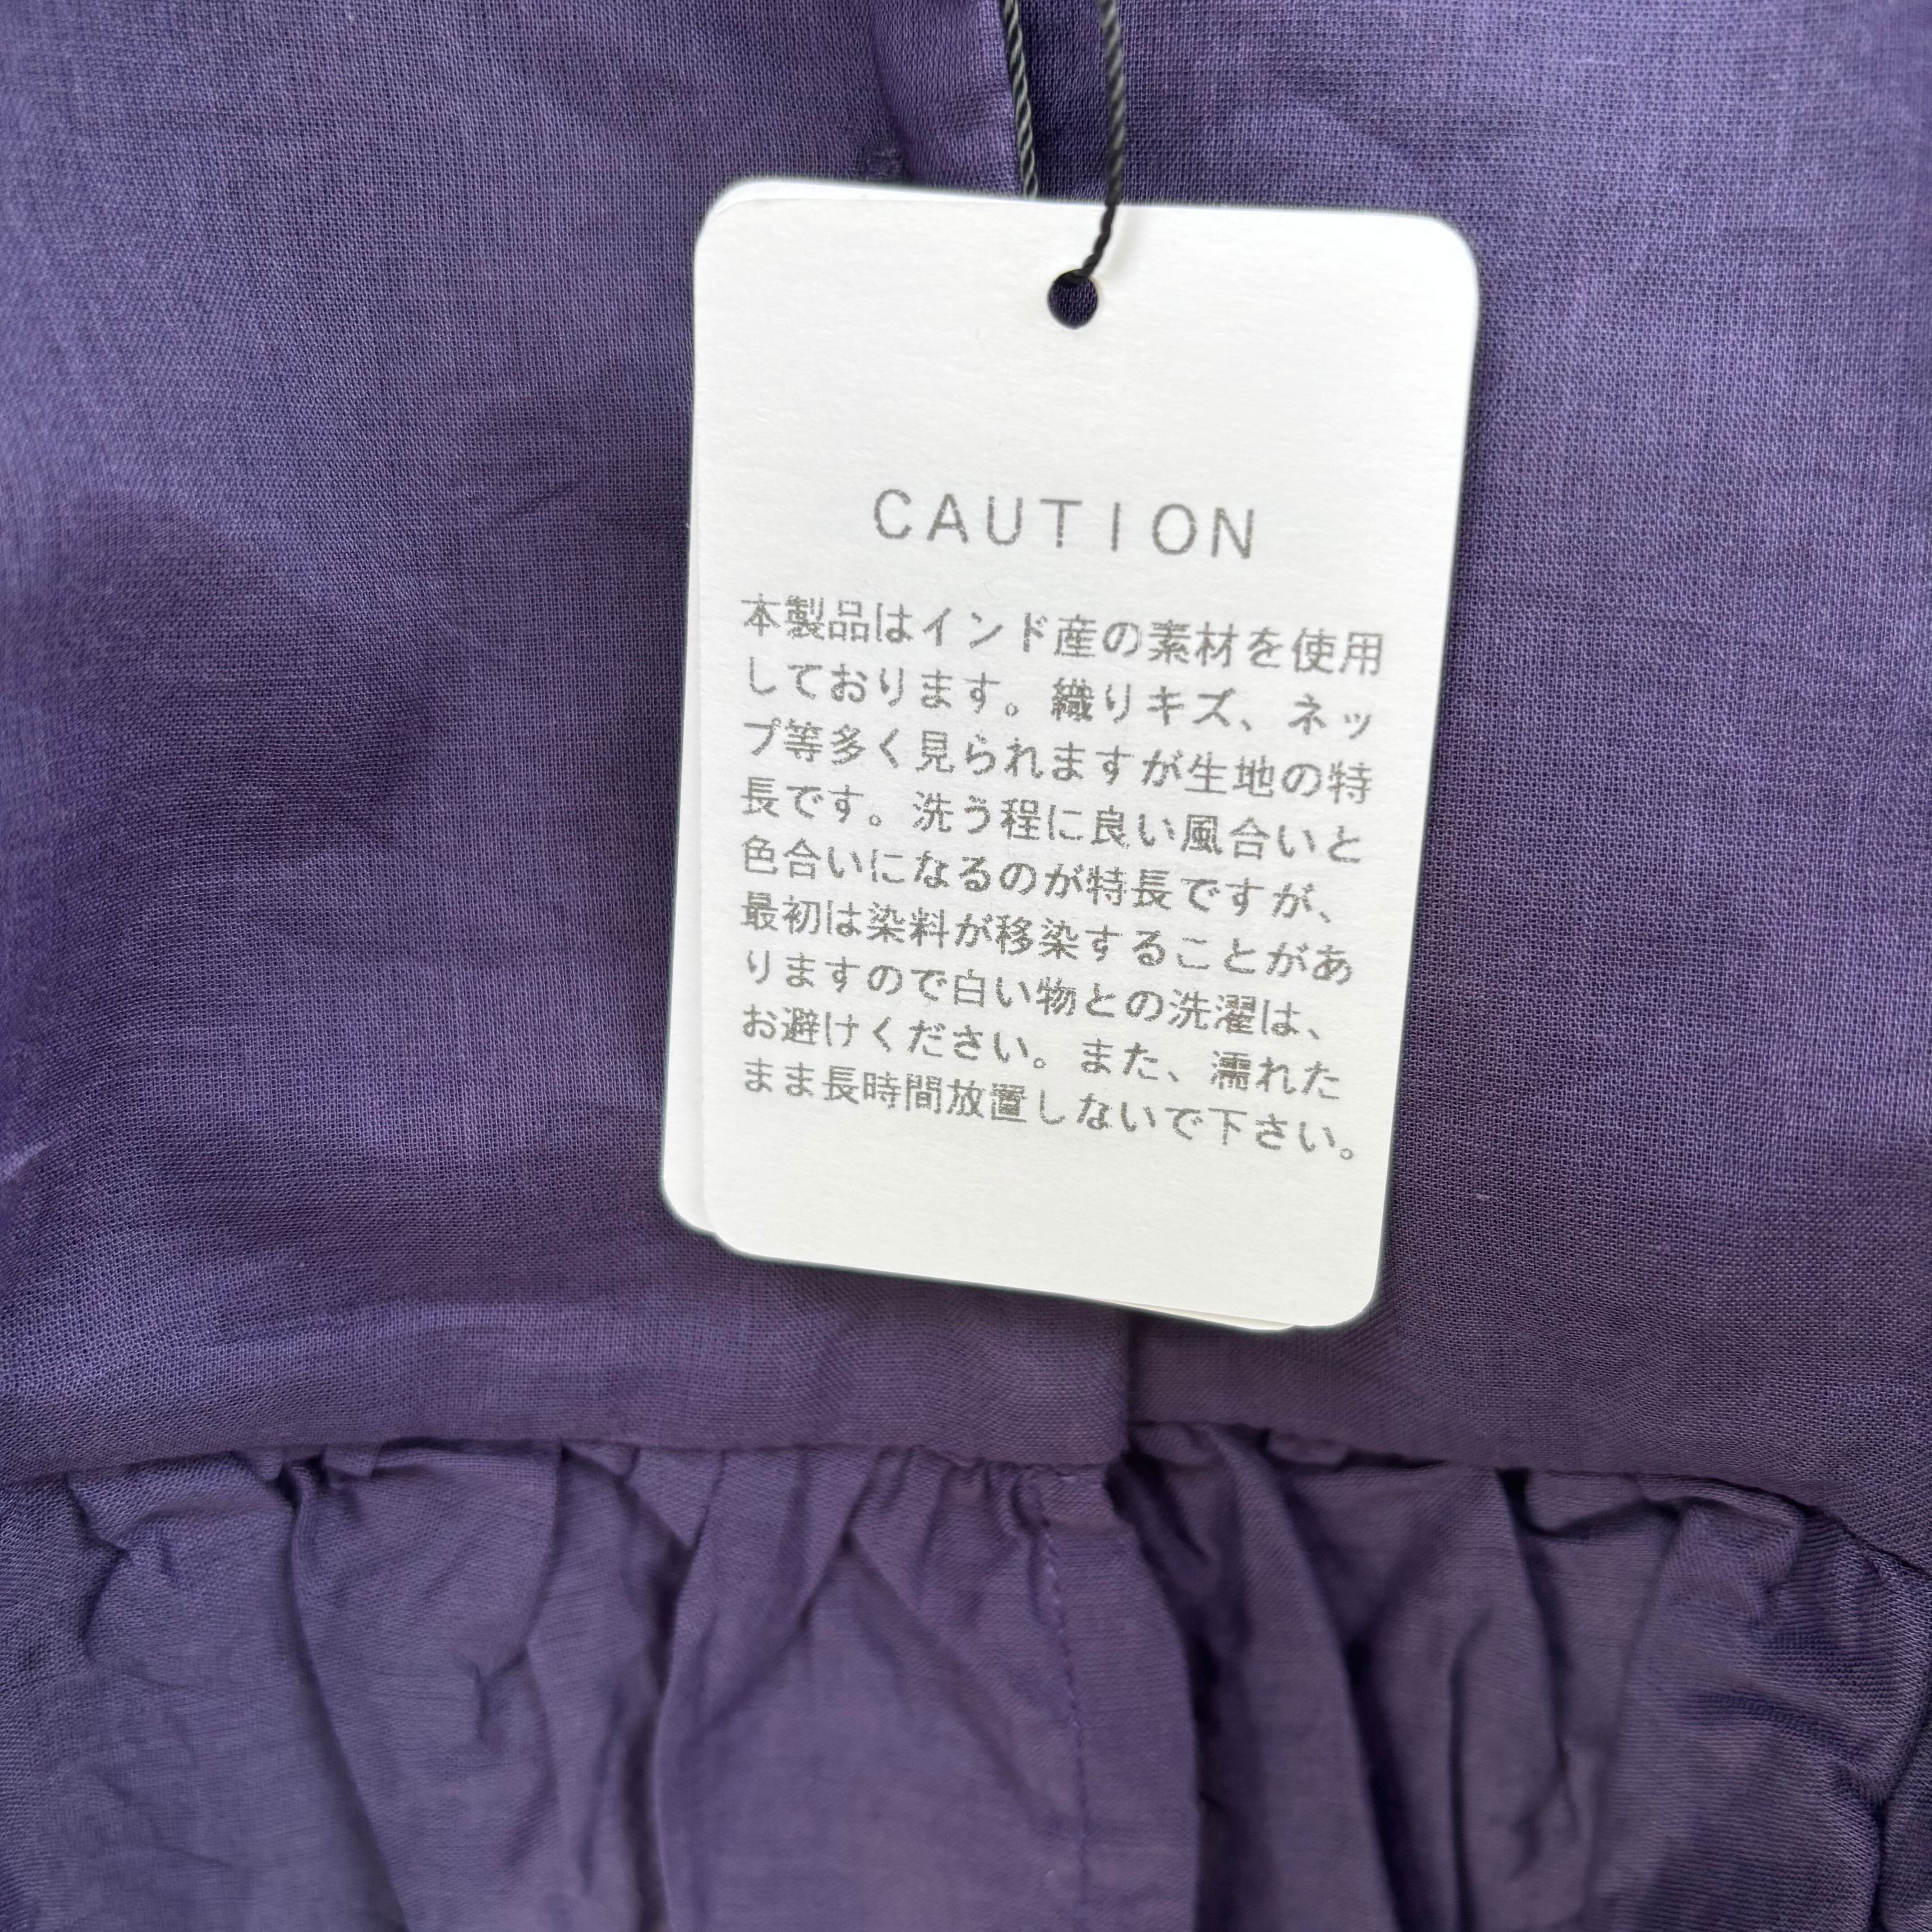 CAUTION
本製品はインド産の素材を使用
しております。織りキズ、ネッ
プ等多く見られますが生地の特
長です。洗う程に良い風合いと
色合いになるのが特長ですが、
最初は染料が移染することがあ
りますので白い物との洗濯は、
お避けください。また、濡れた
まま長時間放置しないで下さい。